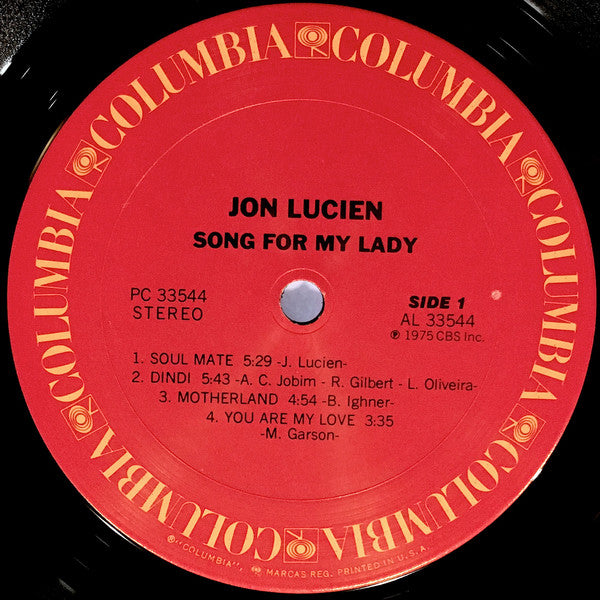 COLUMBIA COLUMBIA COLUMBIA COLUMBIA COLUMBIA COLUMBIA
JON LUCIEN
SONG FOR MY LADY
PC 33544
STEREO
SIDE 1
AL 33544
℗ 1975 CBS Inc.
1. SOUL MATE 5:29 -J. Lucien-
2. DINDI 5:43 -A. C. Jobim - R. Gilbert - L. Oliveira-
3. MOTHERLAND 4:54 -B. Ighner-
4. YOU ARE MY LOVE 3:35
-M. Garson-
®"COLUMBIA", MARCAS REG. PRINTED IN U.S.A.